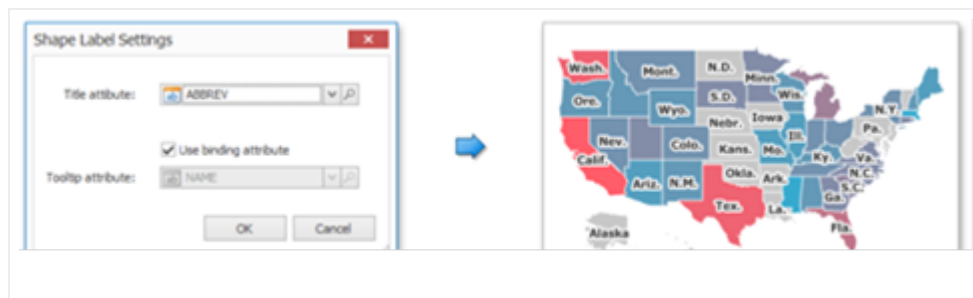 Shape Label Settings
Title attibute:
ABBREV
Use binding attribute
Tooltip attribute:
NAME
OK
Cancel
Wash.
Mont.
N.D.
Minn.
Ore.
Wyo.
S.D.
Wis.
N.Y.
Nebr.
Iowa
Pa.
Nev.
Colo.
Kans.
Mo.
Ill.
Ky.
Va.
Calif.
Ariz.
N.M.
Okla.
Ark.
N.C.
S.C.
Ga.
Tex.
La.
Fla.
Alaska